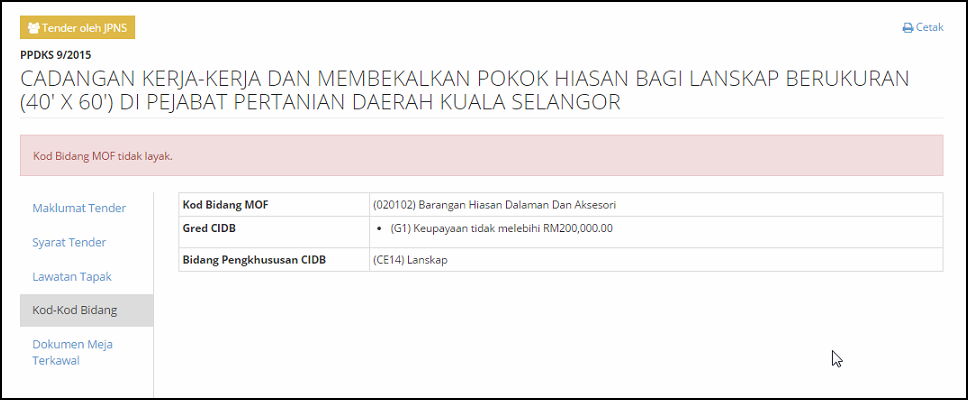 Tender oleh JPNS
Cetak
PPDKS 9/2015
CADANGAN KERJA-KERJA DAN MEMBEKALKAN POKOK HIASAN BAGI LANSKAP BERUKURAN
(40' X 60') DI PEJABAT PERTANIAN DAERAH KUALA SELANGOR
Kod Bidang MOF tidak layak.
Maklumat Tender
Syarat Tender
Lawatan Tapak
Kod-Kod Bidang
Dokumen Meja
Terkawal
Kod Bidang MOF (020102) Barangan Hiasan Dalaman Dan Aksesori
Gred CIDB • (G1) Keupayaan tidak melebihi RM200,000.00
Bidang Pengkhususan CIDB (CE14) Lanskap